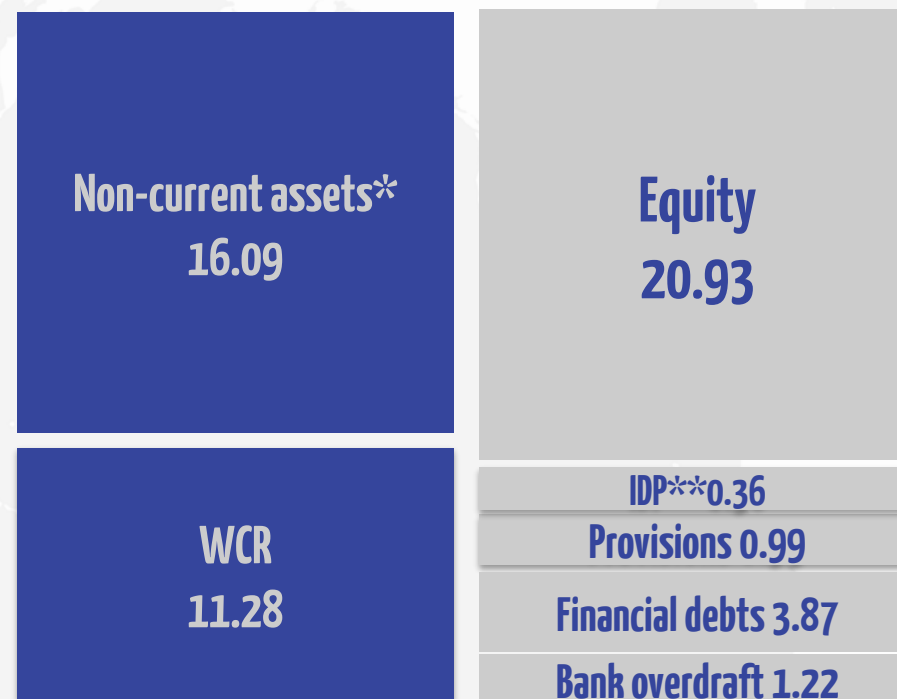 Non-current assets*
16.09
WCR
11.28
Equity
20.93
IDP**0.36
Provisions 0.99
Financial debts 3.87
Bank overdraft 1.22